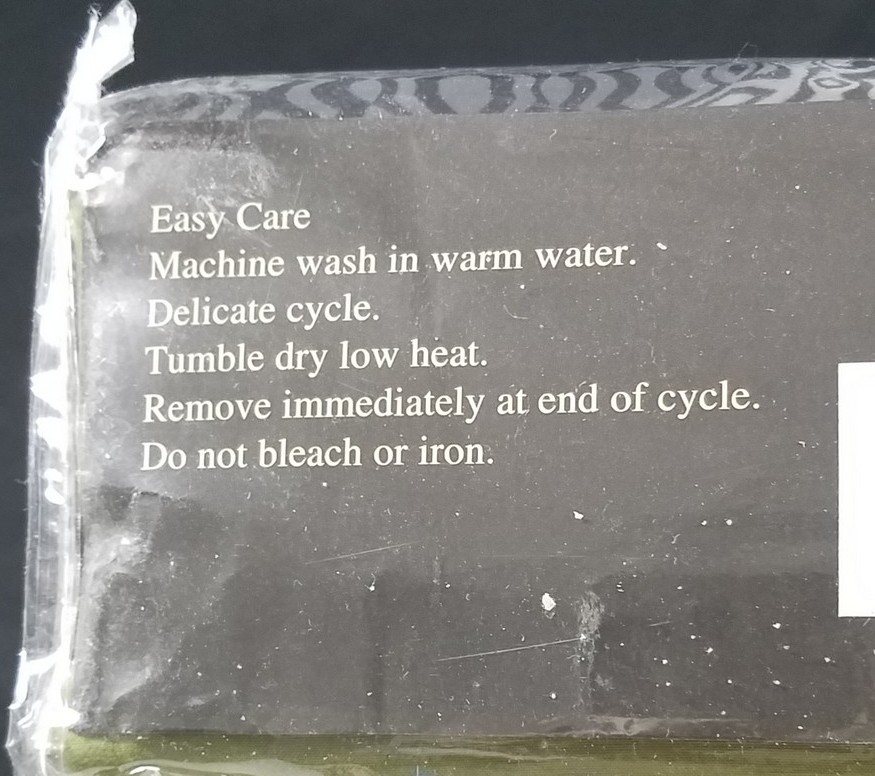 Easy Care
Machine wash in warm water.
Delicate cycle.
Tumble dry low heat.
Remove immediately at end of cycle.
Do not bleach or iron.